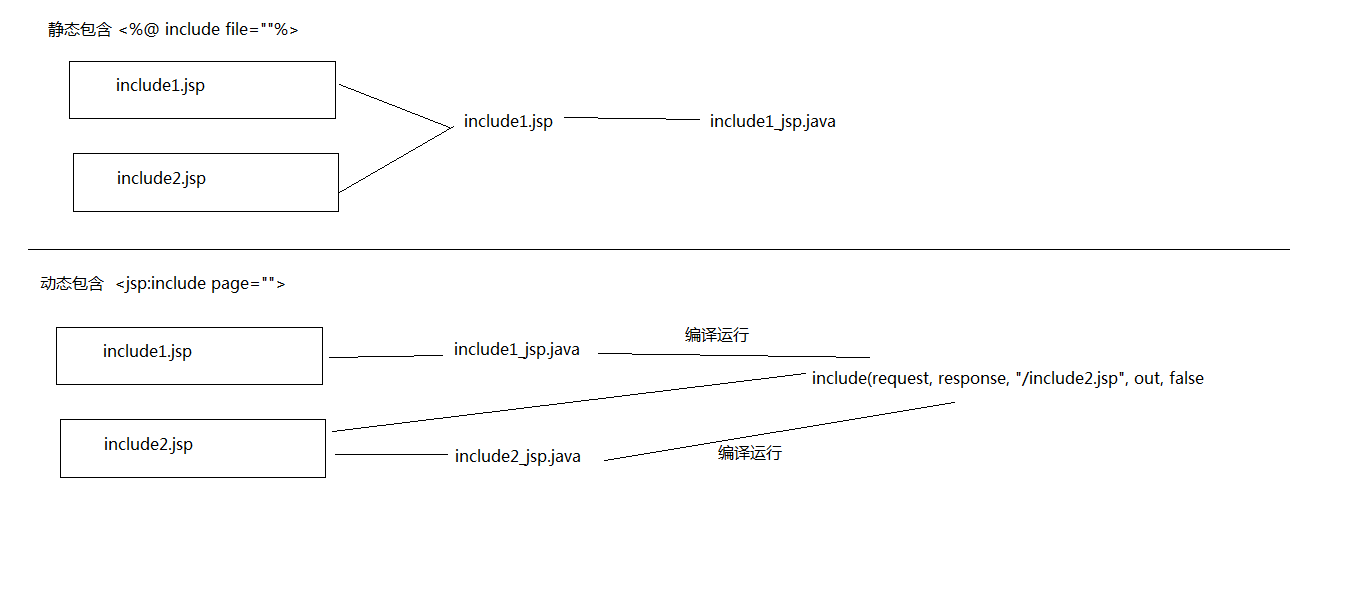 静态包含 <%@ include file=""%>
include1.jsp
include1.jsp
include1_jsp.java
include2.jsp
动态包含 <jsp:include page="">
编译运行
include1.jsp
include1_jsp.java
include(request, response, "/include2.jsp", out, false
include2.jsp
include2_jsp.java
编译运行